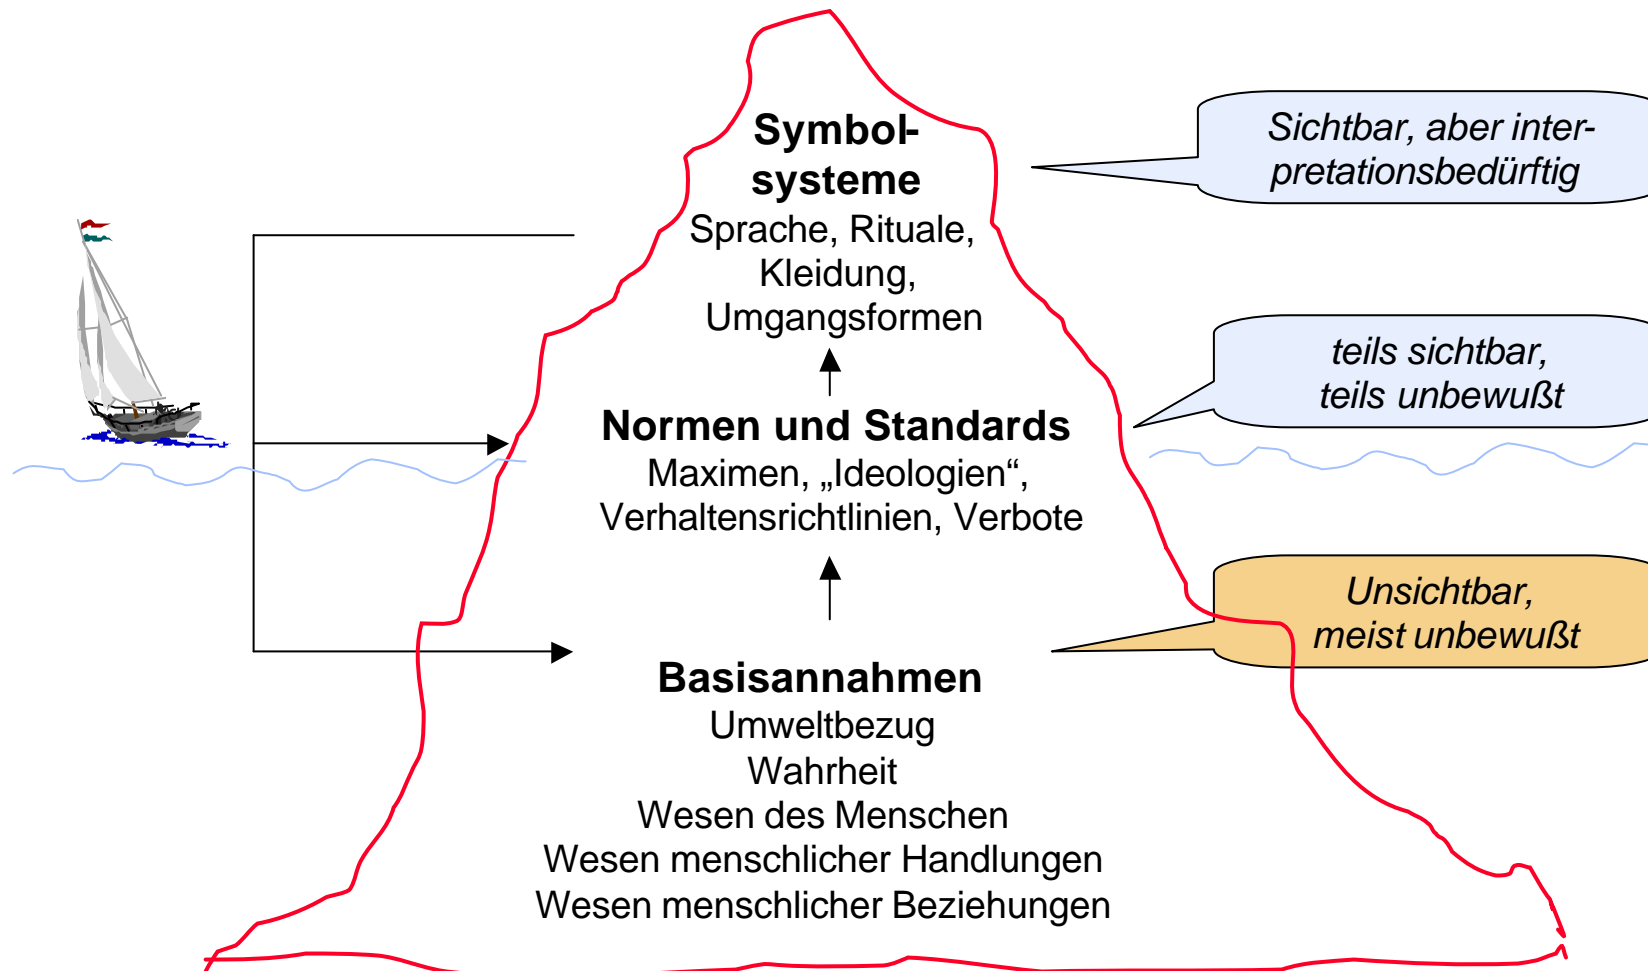 Symbol-
systeme
Sprache, Rituale,
Kleidung,
Umgangsformen
Sichtbar, aber inter-
pretationsbedürftig
Normen und Standards
Maximen, „Ideologien“,
Verhaltensrichtlinien, Verbote
teils sichtbar,
teils unbewußt
Basisannahmen
Umweltbezug
Wahrheit
Wesen des Menschen
Wesen menschlicher Handlungen
Wesen menschlicher Beziehungen
Unsichtbar,
meist unbewußt